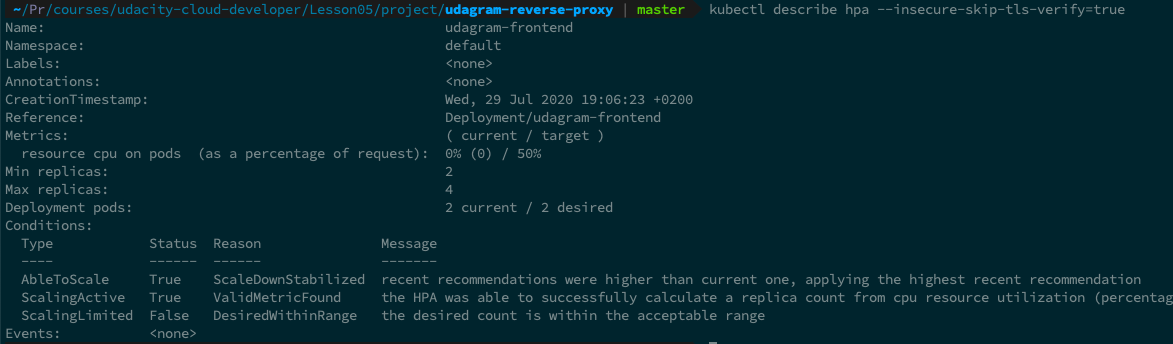 ~/Pr/courses/udacity-cloud-developer/Lesson05/project/udagram-reverse-proxy | master kubectl describe hpa --insecure-skip-tls-verify=true
Name: udagram-frontend
Namespace: default
Labels: <none>
Annotations: <none>
CreationTimestamp: Wed, 29 Jul 2020 19:06:23 +0200
Reference: Deployment/udagram-frontend
Metrics: ( current / target )
resource cpu on pods (as a percentage of request): 0% (0) / 50%
Min replicas: 2
Max replicas: 4
Deployment pods: 2 current / 2 desired
Conditions:
Type Status Reason Message
---- ------ ------ -------
AbleToScale True ScaleDownStabilized recent recommendations were higher than current one, applying the highest recent recommendation
ScalingActive True ValidMetricFound the HPA was able to successfully calculate a replica count from cpu resource utilization (percentag
ScalingLimited False DesiredWithinRange the desired count is within the acceptable range
Events: <none>